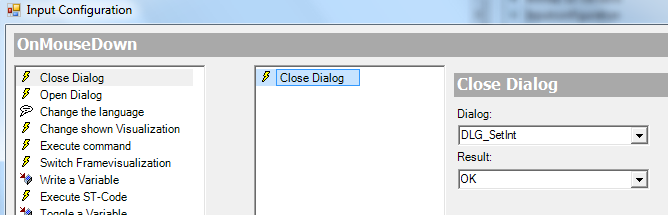 Input Configuration
OnMouseDown
Close Dialog
Open Dialog
Change the language
Change shown Visualization
Execute command
Switch Framevisualization
Write a Variable
Execute ST-Code
Toggle a Variable
Close Dialog
Close Dialog
Dialog:
DLG_SetInt
Result:
OK